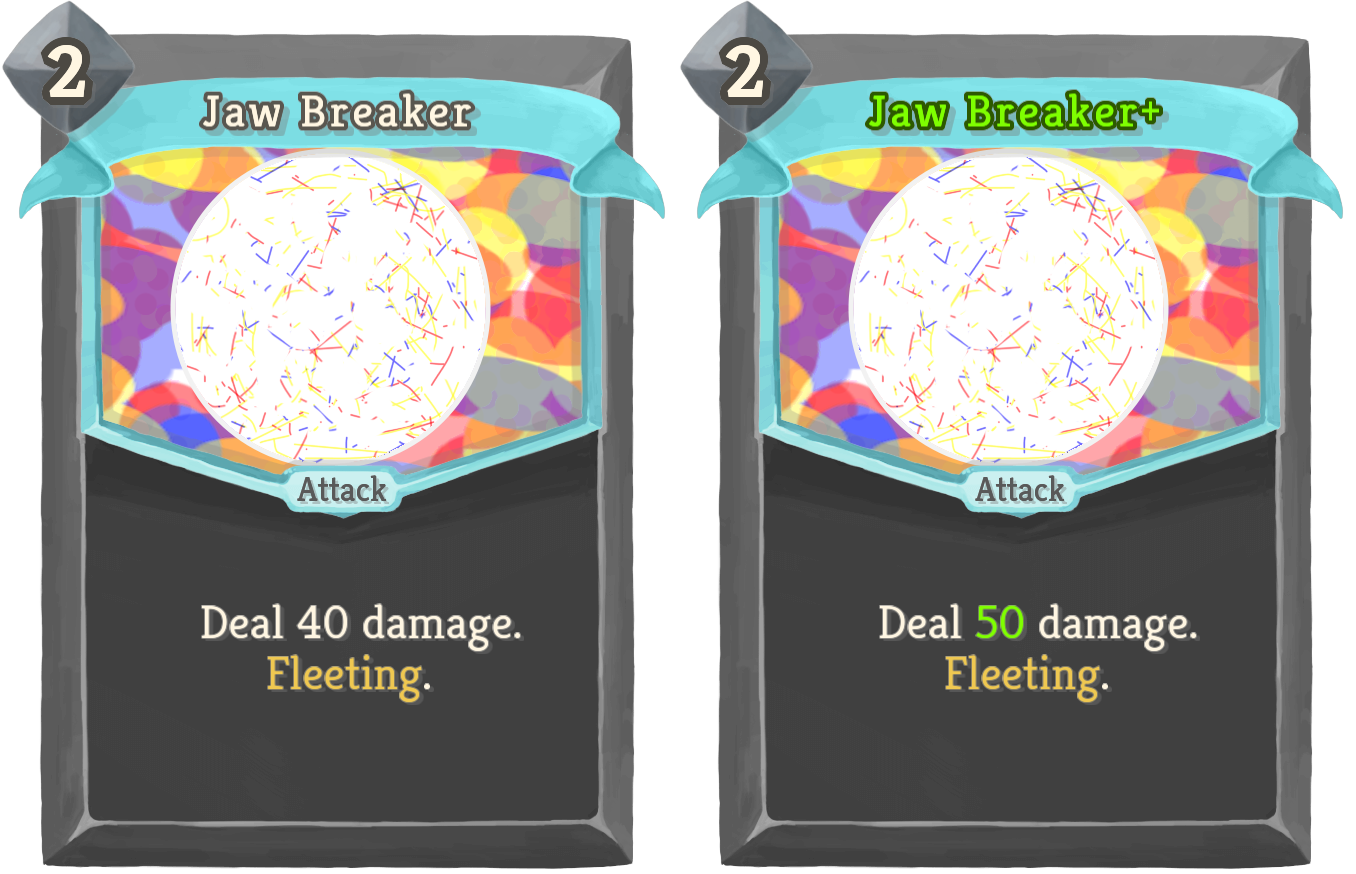 2
Jaw Breaker
Attack
Deal 40 damage.
Fleeting.
2
Jaw Breaker+
Attack
Deal 50 damage.
Fleeting.